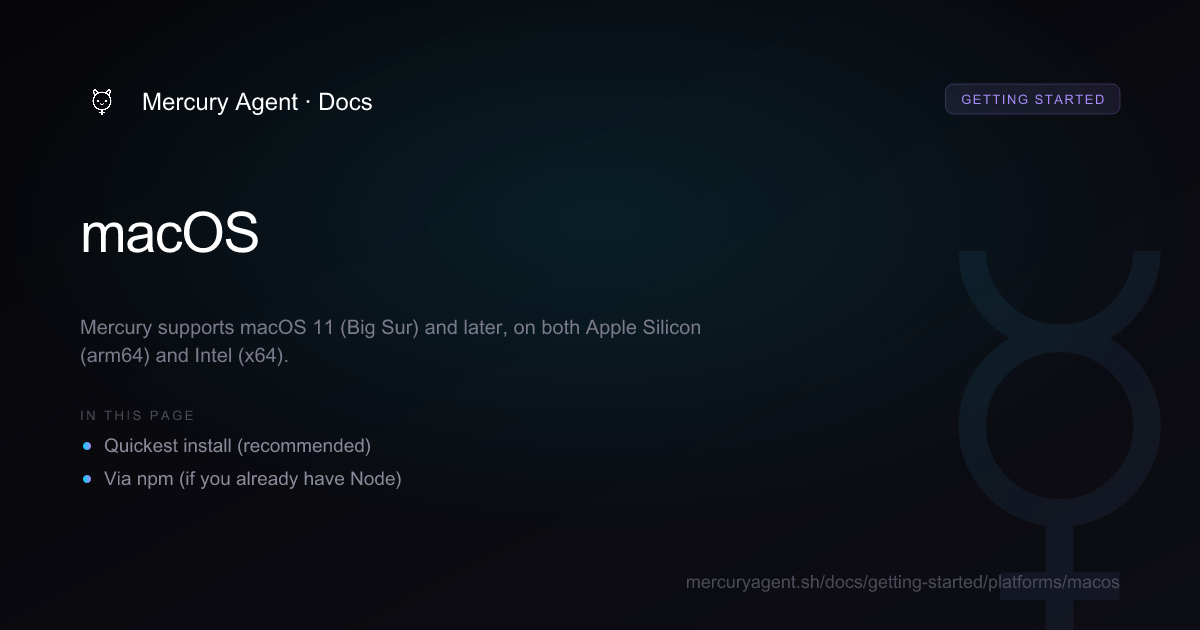 Mercury Agent · Docs
GETTING STARTED
macOS
Mercury supports macOS 11 (Big Sur) and later, on both Apple Silicon
(arm64) and Intel (x64).
IN THIS PAGE
Quickest install (recommended)
Via npm (if you already have Node)
mercuryagent.sh/docs/getting-started/platforms/macos